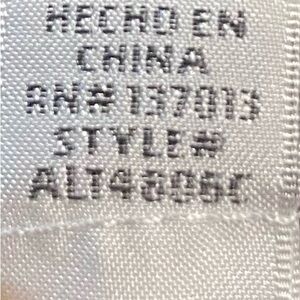 HECHO EN
CHINA
RN# 137013
STYLE#
ALT4606C